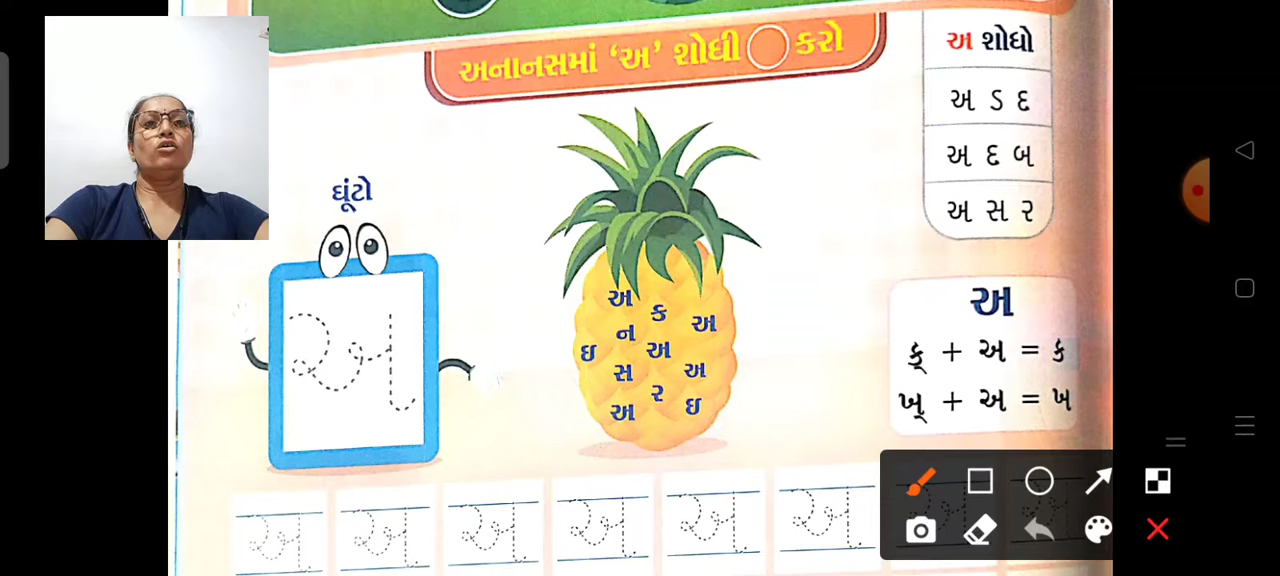 અનાનસમાં ‘અ’ શોધી ◯ કરો
અ શોધો
અ ડ દ
અ દ બ
અ સ ર
ઘૂંટો
અ
અ
ક
ન
અ
ઇ
અ
સ
અ
ર
અ
ઇ
અ
ક્ + અ = ક
ખ્ + અ = ખ
અ અ અ અ અ અ અ અ